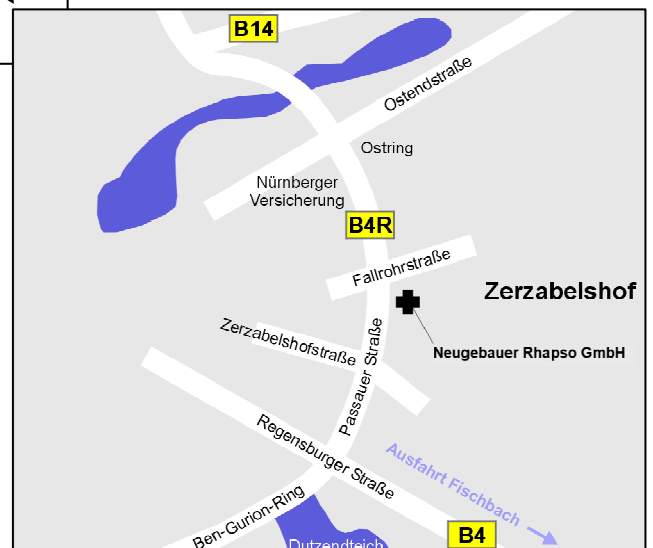 B14
Ostendstraße
Ostring
Nürnberger
Versicherung
B4R
Fallrohrstraße
Zerzabelshof
Zerzabelshofstraße
Passauer Straße
Neugebauer Rhapso GmbH
Regensburger Straße
Ausfahrt Fischbach
Ben-Gurion-Ring
B4
Dutzendteich